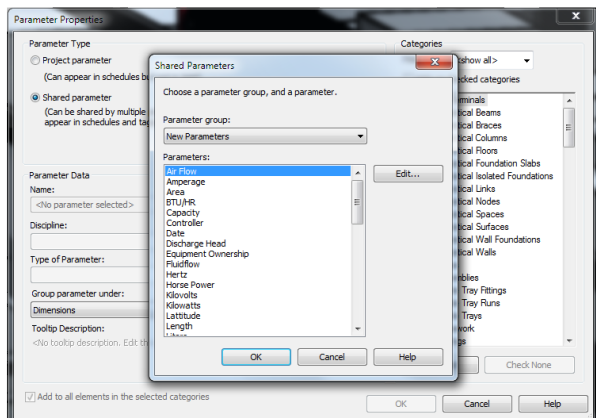 Parameter Properties
Parameter Type
Project parameter
(Can appear in schedules bu
Shared parameter
(Can be shared by multiple
appear in schedules and tag
Parameter Data
Name:
<No parameter selected>
Discipline:
Type of Parameter:
Group parameter under:
Dimensions
Tooltip Description:
<No tooltip description. Edit th
Add to all elements in the selected categories
Shared Parameters
Choose a parameter group, and a parameter.
Parameter group:
New Parameters
Parameters:
Air Flow
Amperage
Area
BTU/HR
Capacity
Controller
Date
Discharge Head
Equipment Ownership
Fluidflow
Hertz
Horse Power
Kilovolts
Kilowatts
Lattitude
Length
Edit...
OK Cancel Help
Categories
show all>
cked categories
minals
tical Beams
tical Braces
tical Columns
tical Floors
tical Foundation Slabs
tical Isolated Foundations
tical Links
tical Nodes
tical Spaces
tical Surfaces
tical Wall Foundations
tical Walls
mblies
Tray Fittings
Tray Runs
Trays
work
gs
Check None
OK Cancel Help